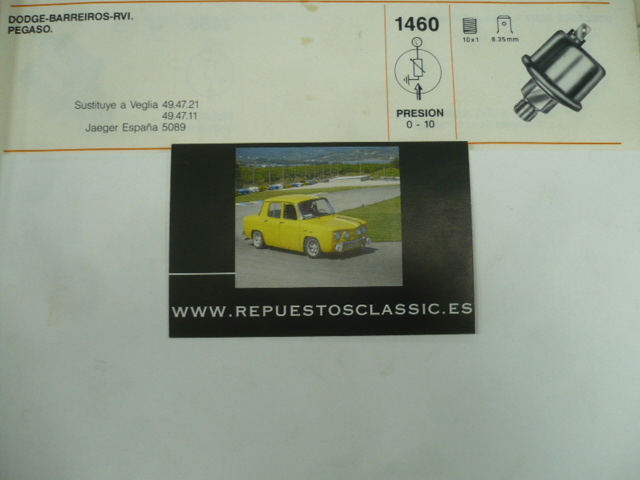 DODGE-BARREIROS-RVI.
PEGASO.
Sustituye a Veglia 49.47.21
49.47.11
Jaeger España 5089
1460
PRESION
0 - 10
10x1
6.35mm
WWW.REPUESTOSCLASSIC.ES